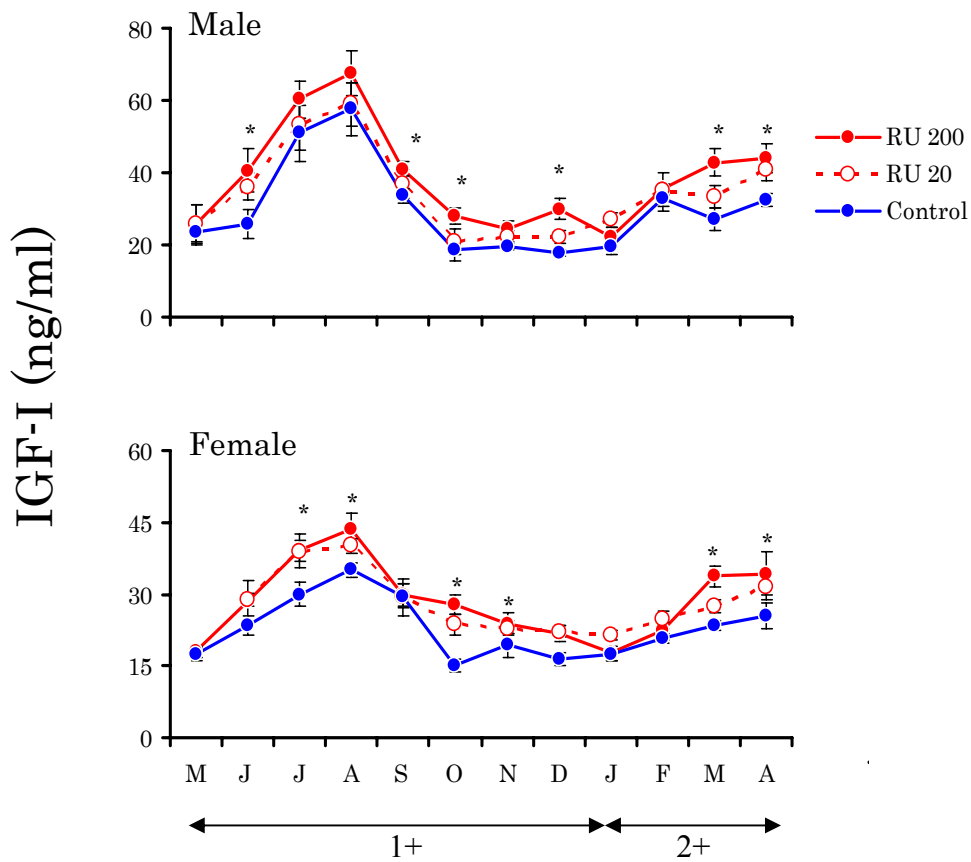 IGF-I (ng/ml)
Male
80
60
40
20
0
* * * * * *
RU 200
RU 20
Control
Female
60
45
30
15
0
* * * * * *
M J J A S O N D J F M A
1+ 2+